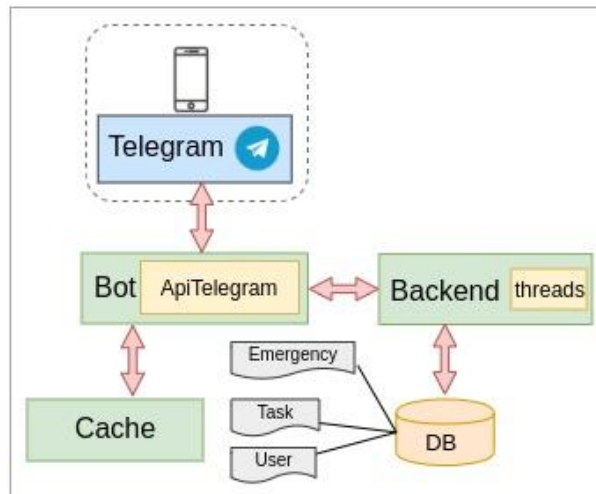 Telegram
Bot
ApiTelegram
Backend
threads
Emergency
Cache
Task
DB
User